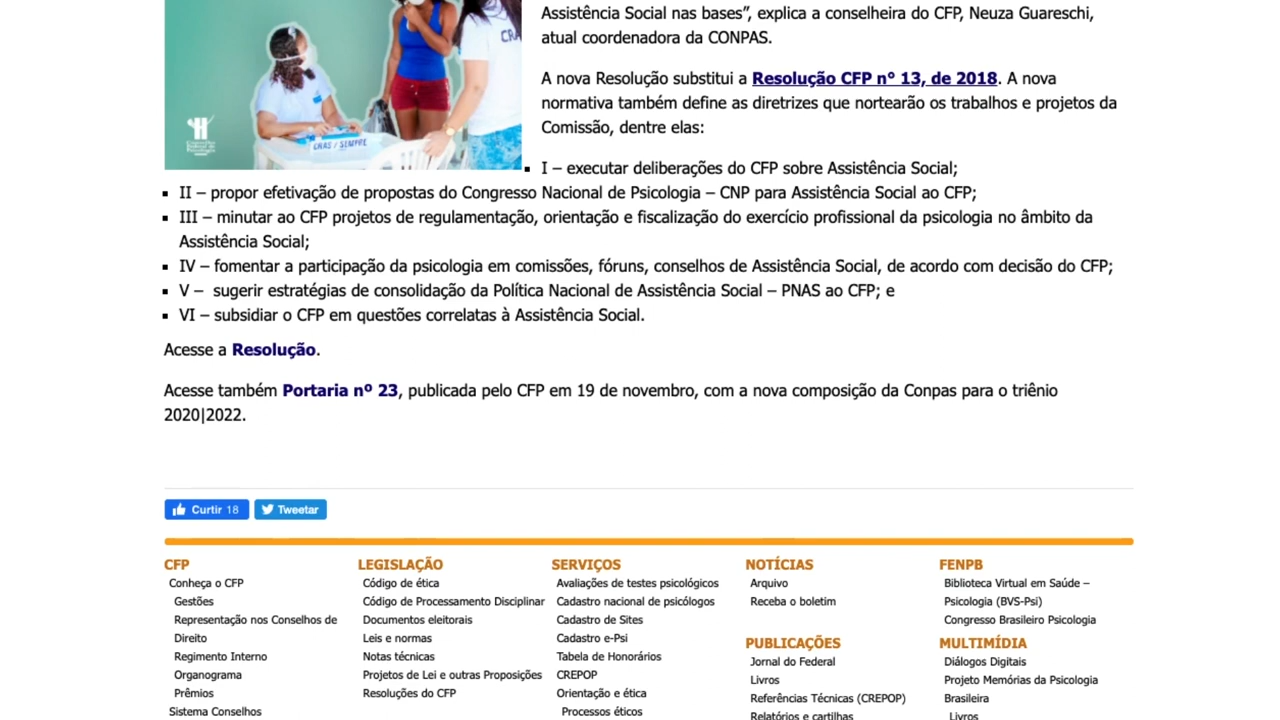 Assistência Social nas bases”, explica a conselheira do CFP, Neuza Guareschi,
atual coordenadora da CONPAS.
A nova Resolução substitui a Resolução CFP n° 13, de 2018. A nova
normativa também define as diretrizes que nortearão os trabalhos e projetos da
Comissão, dentre elas:
CRA
CRAS / SEMPRE
Conselho
Federal de
Psicologia
I – executar deliberações do CFP sobre Assistência Social;
II – propor efetivação de propostas do Congresso Nacional de Psicologia – CNP para Assistência Social ao CFP;
III – minutar ao CFP projetos de regulamentação, orientação e fiscalização do exercício profissional da psicologia no âmbito da
Assistência Social;
IV – fomentar a participação da psicologia em comissões, fóruns, conselhos de Assistência Social, de acordo com decisão do CFP;
V – sugerir estratégias de consolidação da Política Nacional de Assistência Social – PNAS ao CFP; e
VI – subsidiar o CFP em questões correlatas à Assistência Social.
Acesse a Resolução.
Acesse também Portaria nº 23, publicada pelo CFP em 19 de novembro, com a nova composição da Conpas para o triênio
2020|2022.
Curtir 18
Tweetar
CFP
Conheça o CFP
Gestões
Representação nos Conselhos de
Direito
Regimento Interno
Organograma
Prêmios
Sistema Conselhos
LEGISLAÇÃO
Código de ética
Código de Processamento Disciplinar
Documentos eleitorais
Leis e normas
Notas técnicas
Projetos de Lei e outras Proposições
Resoluções do CFP
SERVIÇOS
Avaliações de testes psicológicos
Cadastro nacional de psicólogos
Cadastro de Sites
Cadastro e-Psi
Tabela de Honorários
CREPOP
Orientação e ética
Processos éticos
NOTÍCIAS
Arquivo
Receba o boletim
PUBLICAÇÕES
Jornal do Federal
Livros
Referências Técnicas (CREPOP)
Relatórios e cartilhas
FENPB
Biblioteca Virtual em Saúde –
Psicologia (BVS-Psi)
Congresso Brasileiro Psicologia
MULTIMÍDIA
Diálogos Digitais
Projeto Memórias da Psicologia
Brasileira
Livros